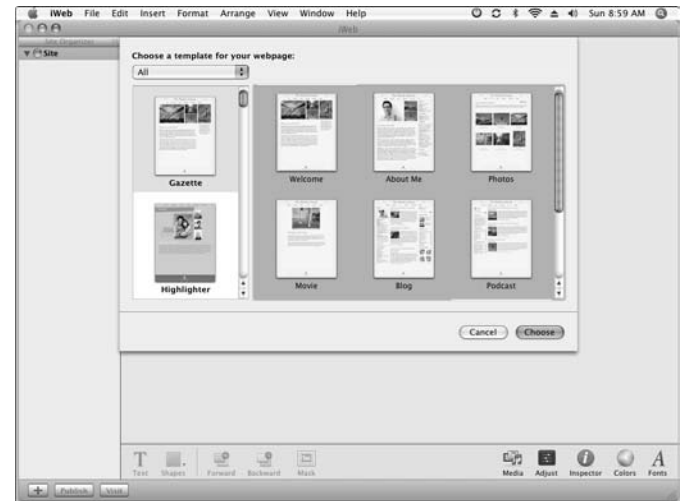 iWeb File Edit Insert Format Arrange View Window Help Sun 8:59 AM
iWeb
Site Organizer
Site
Choose a template for your webpage:
All
Gazette
Highlighter
Welcome
About Me
Photos
Movie
Blog
Podcast
Cancel Choose
T
Text Shapes Forward Backward Mask
Media Adjust Inspector Colors Fonts
Publish Visit